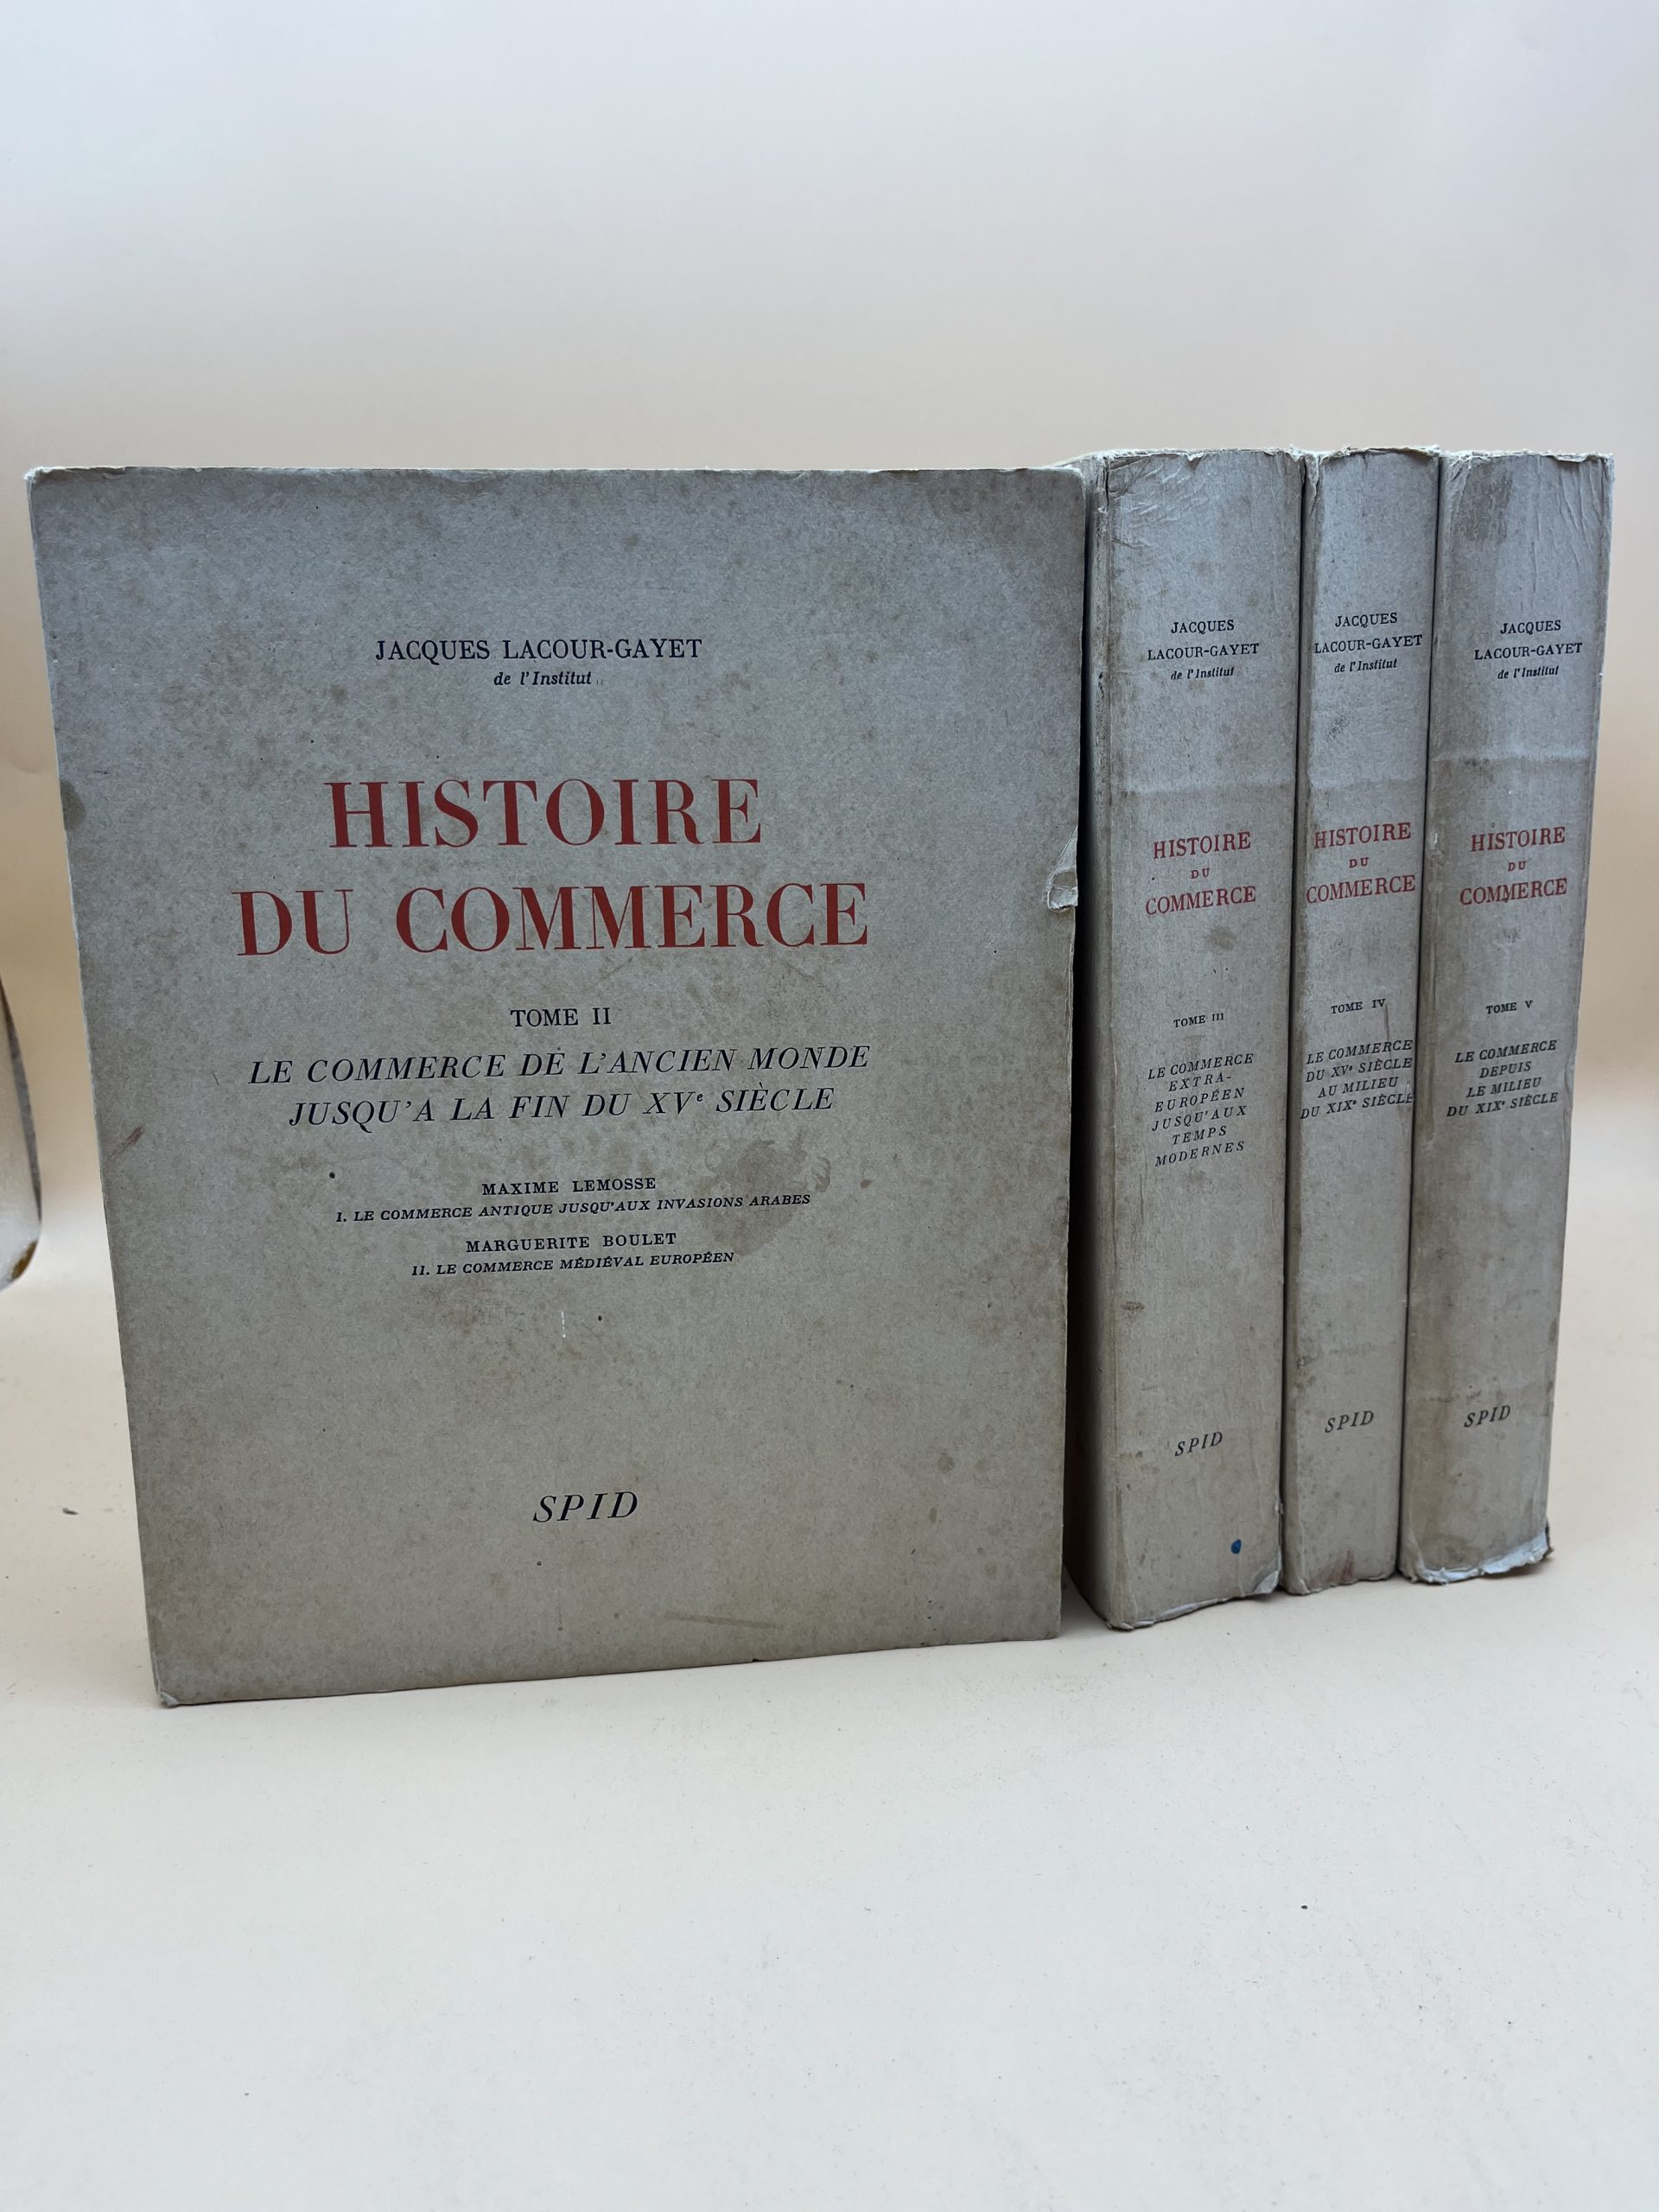 JACQUES LACOUR-GAYET
de l'Institut
HISTOIRE
DU COMMERCE
TOME II
LE COMMERCE DE L'ANCIEN MONDE
JUSQU'A LA FIN DU XVe SIÈCLE
MAXIME LEMOSSE
I. LE COMMERCE ANTIQUE JUSQU'AUX INVASIONS ARABES
MARGUERITE BOULET
II. LE COMMERCE MÉDIÉVAL EUROPÉEN
SPID
JACQUES
LACOUR-GAYET
de l'Institut
HISTOIRE
DU
COMMERCE
TOME III
LE COMMERCE
EXTRA-
EUROPÉEN
JUSQU'AUX
TEMPS
MODERNES
SPID
JACQUES
LACOUR-GAYET
de l'Institut
HISTOIRE
DU
COMMERCE
TOME IV
LE COMMERCE
DU XVe SIÈCLE
AU MILIEU
DU XIXe SIÈCLE
SPID
JACQUES
LACOUR-GAYET
de l'Institut
HISTOIRE
DU
COMMERCE
TOME V
LE COMMERCE
DEPUIS
LE MILIEU
DU XIXe SIÈCLE
SPID